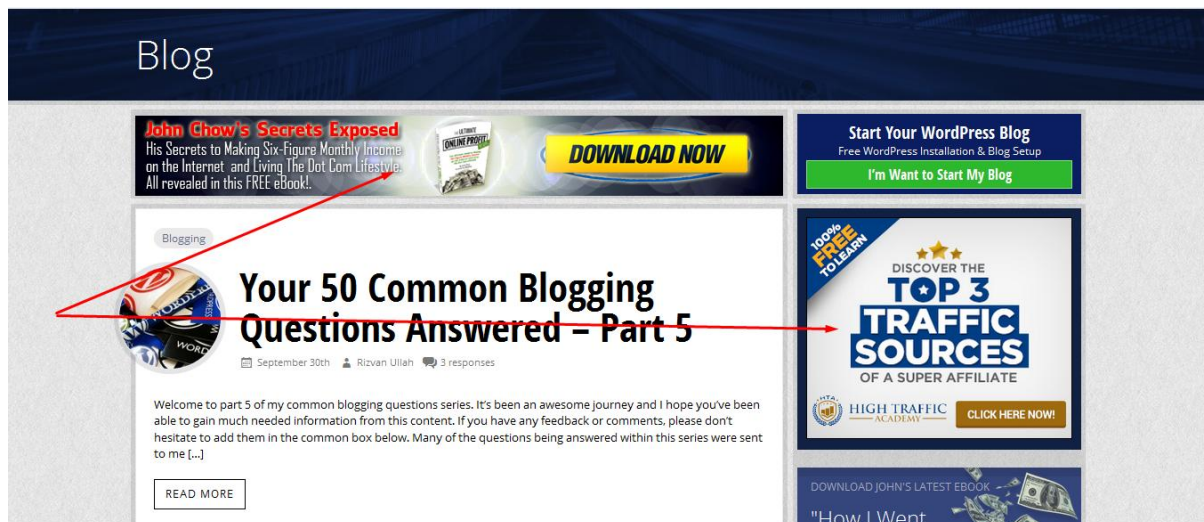 Blog
John Chow's Secrets Exposed
His Secrets to Making Six-Figure Monthly Income
on the Internet and Living The Dot Com Lifestyle.
All revealed in this FREE eBook!.
ULTIMATE
ONLINE PROFIT
DOWNLOAD NOW
Start Your WordPress Blog
Free WordPress Installation & Blog Setup
I'm Want to Start My Blog
Blogging
Your 50 Common Blogging
Questions Answered – Part 5
September 30th Rizvan Ullah 3 responses
Welcome to part 5 of my common blogging questions series. It's been an awesome journey and I hope you've been
able to gain much needed information from this content. If you have any feedback or comments, please don't
hesitate to add them in the common box below. Many of the questions being answered within this series were sent
to me [...]
READ MORE
100%
FREE
TO LEARN
DISCOVER THE
TOP 3
TRAFFIC
SOURCES
OF A SUPER AFFILIATE
HTA
HIGH TRAFFIC
ACADEMY
CLICK HERE NOW!
DOWNLOAD JOHN'S LATEST EBOOK
"How I Went